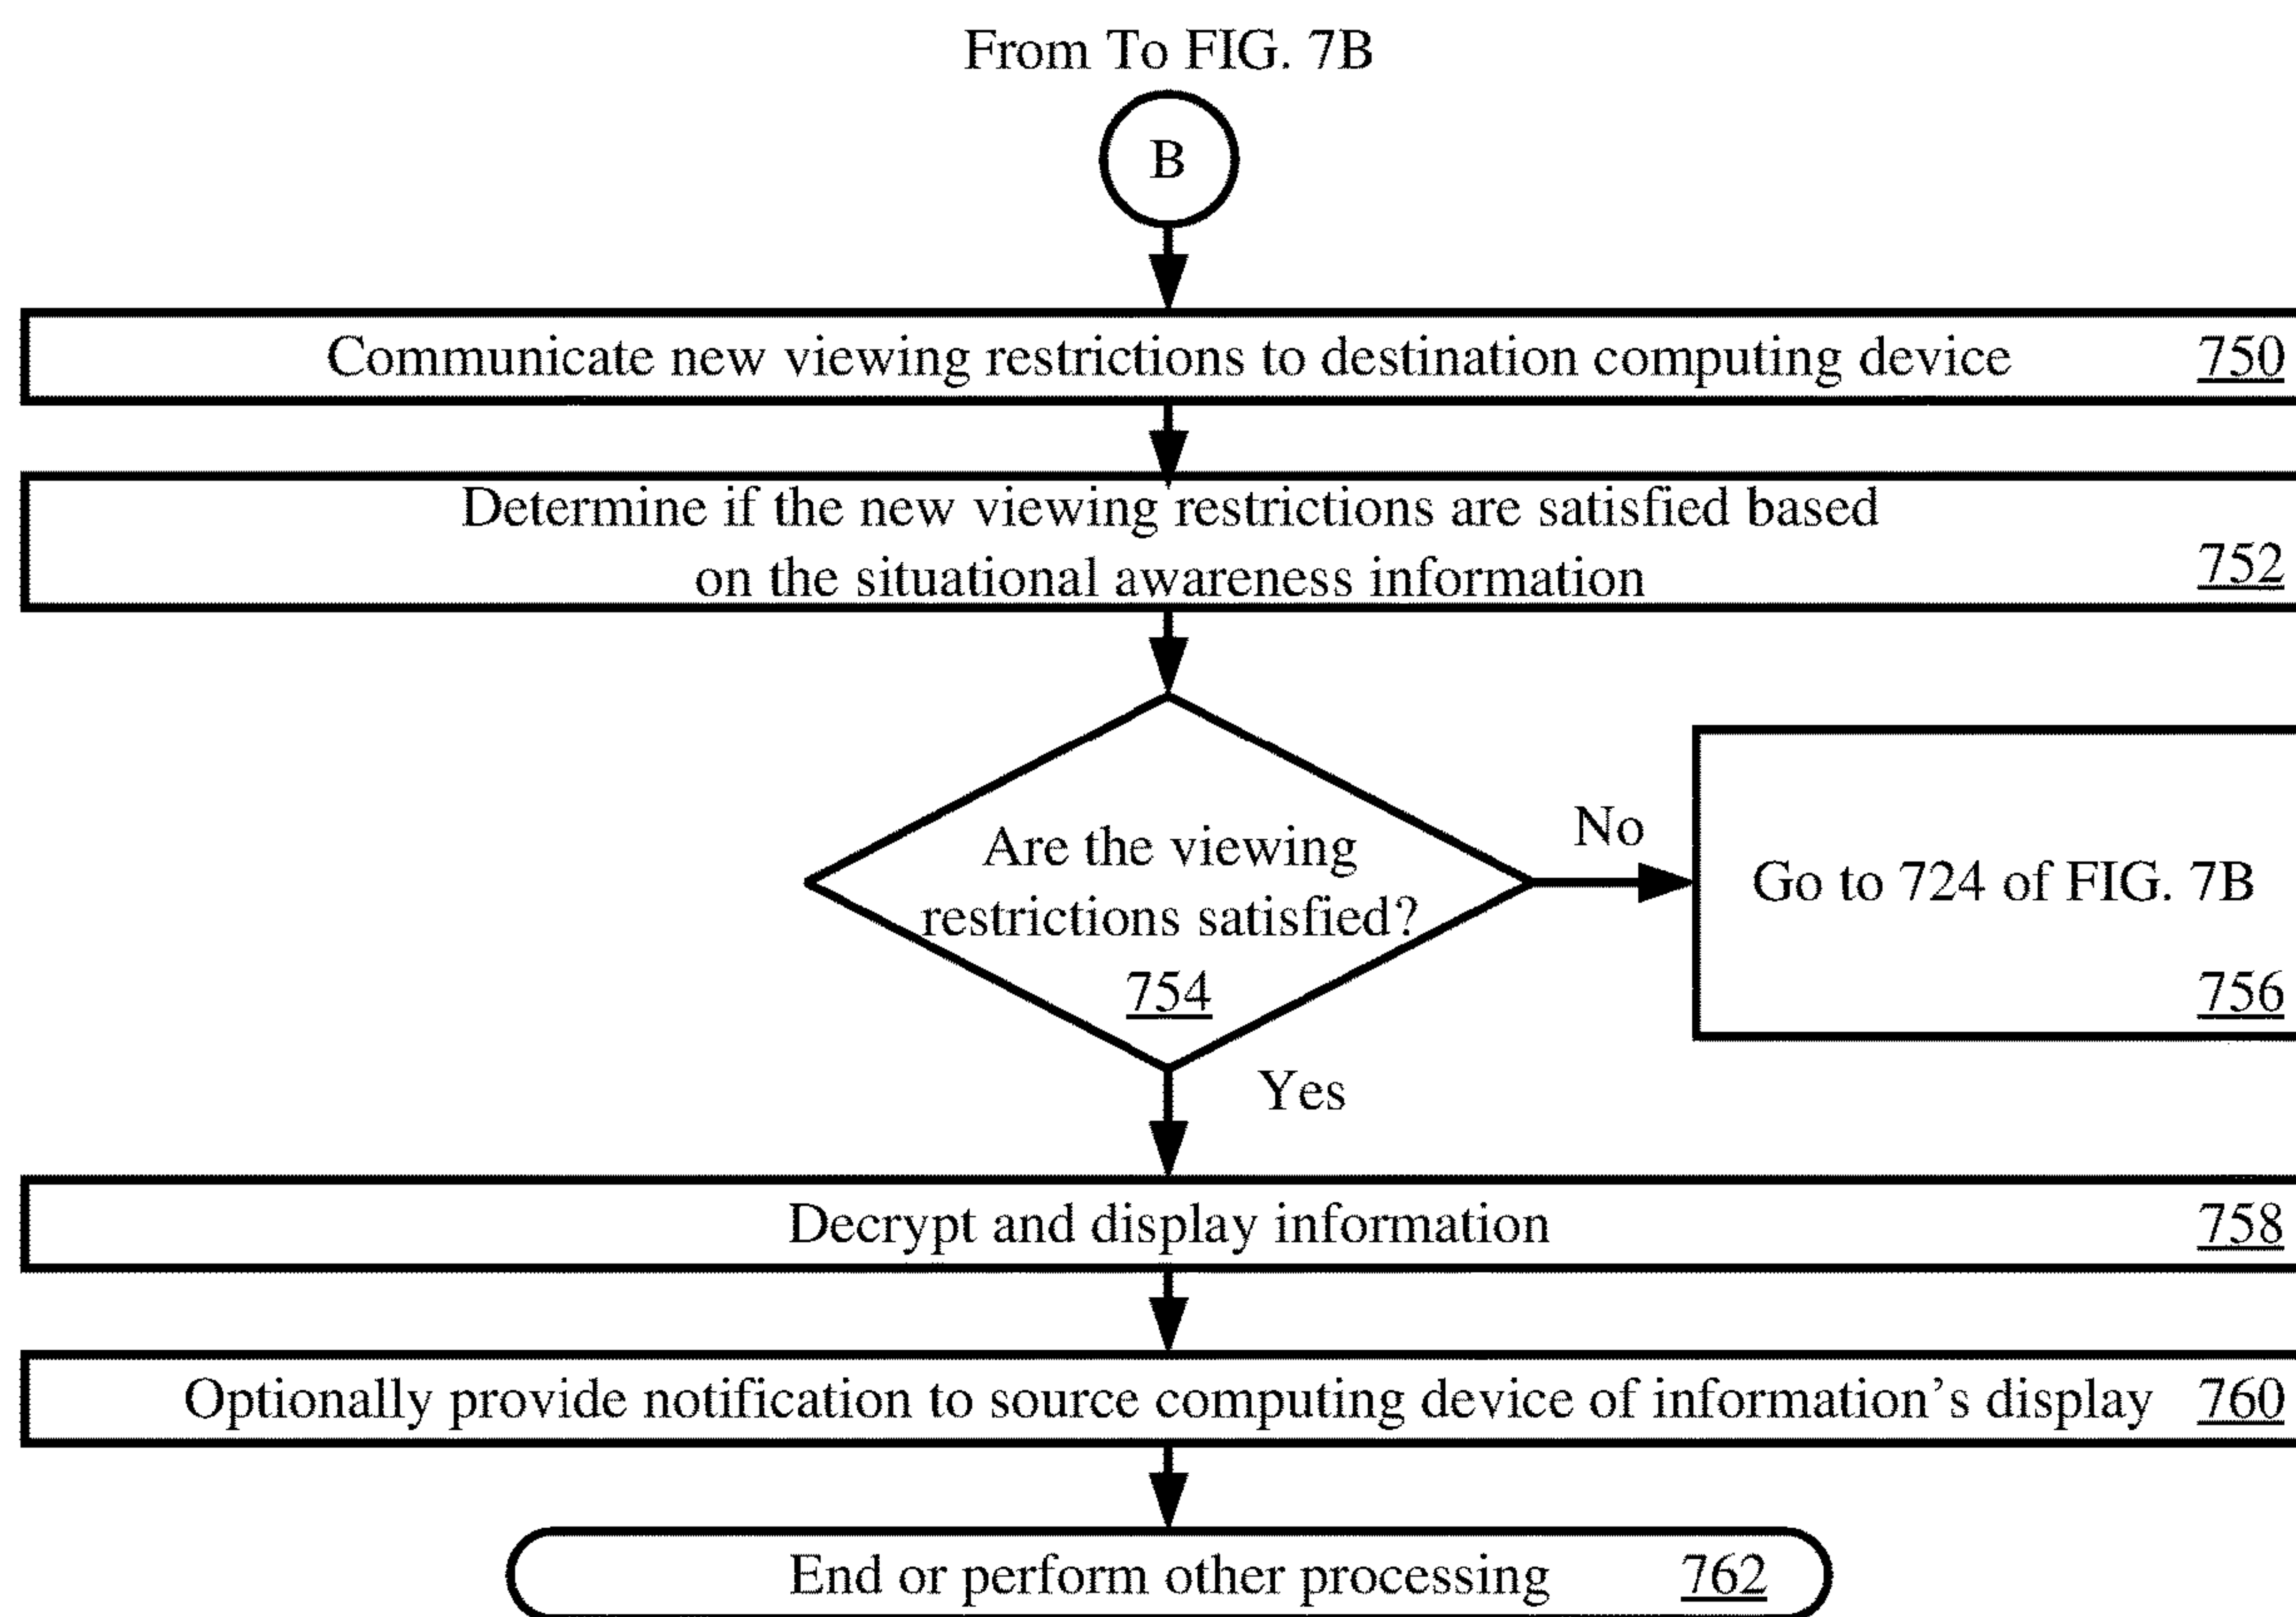 From To FIG. 7B
B
Communicate new viewing restrictions to destination computing device 750
Determine if the new viewing restrictions are satisfied based
on the situational awareness information 752
Are the viewing
restrictions satisfied?
754
No
Go to 724 of FIG. 7B
756
Yes
Decrypt and display information 758
Optionally provide notification to source computing device of information’s display 760
End or perform other processing 762